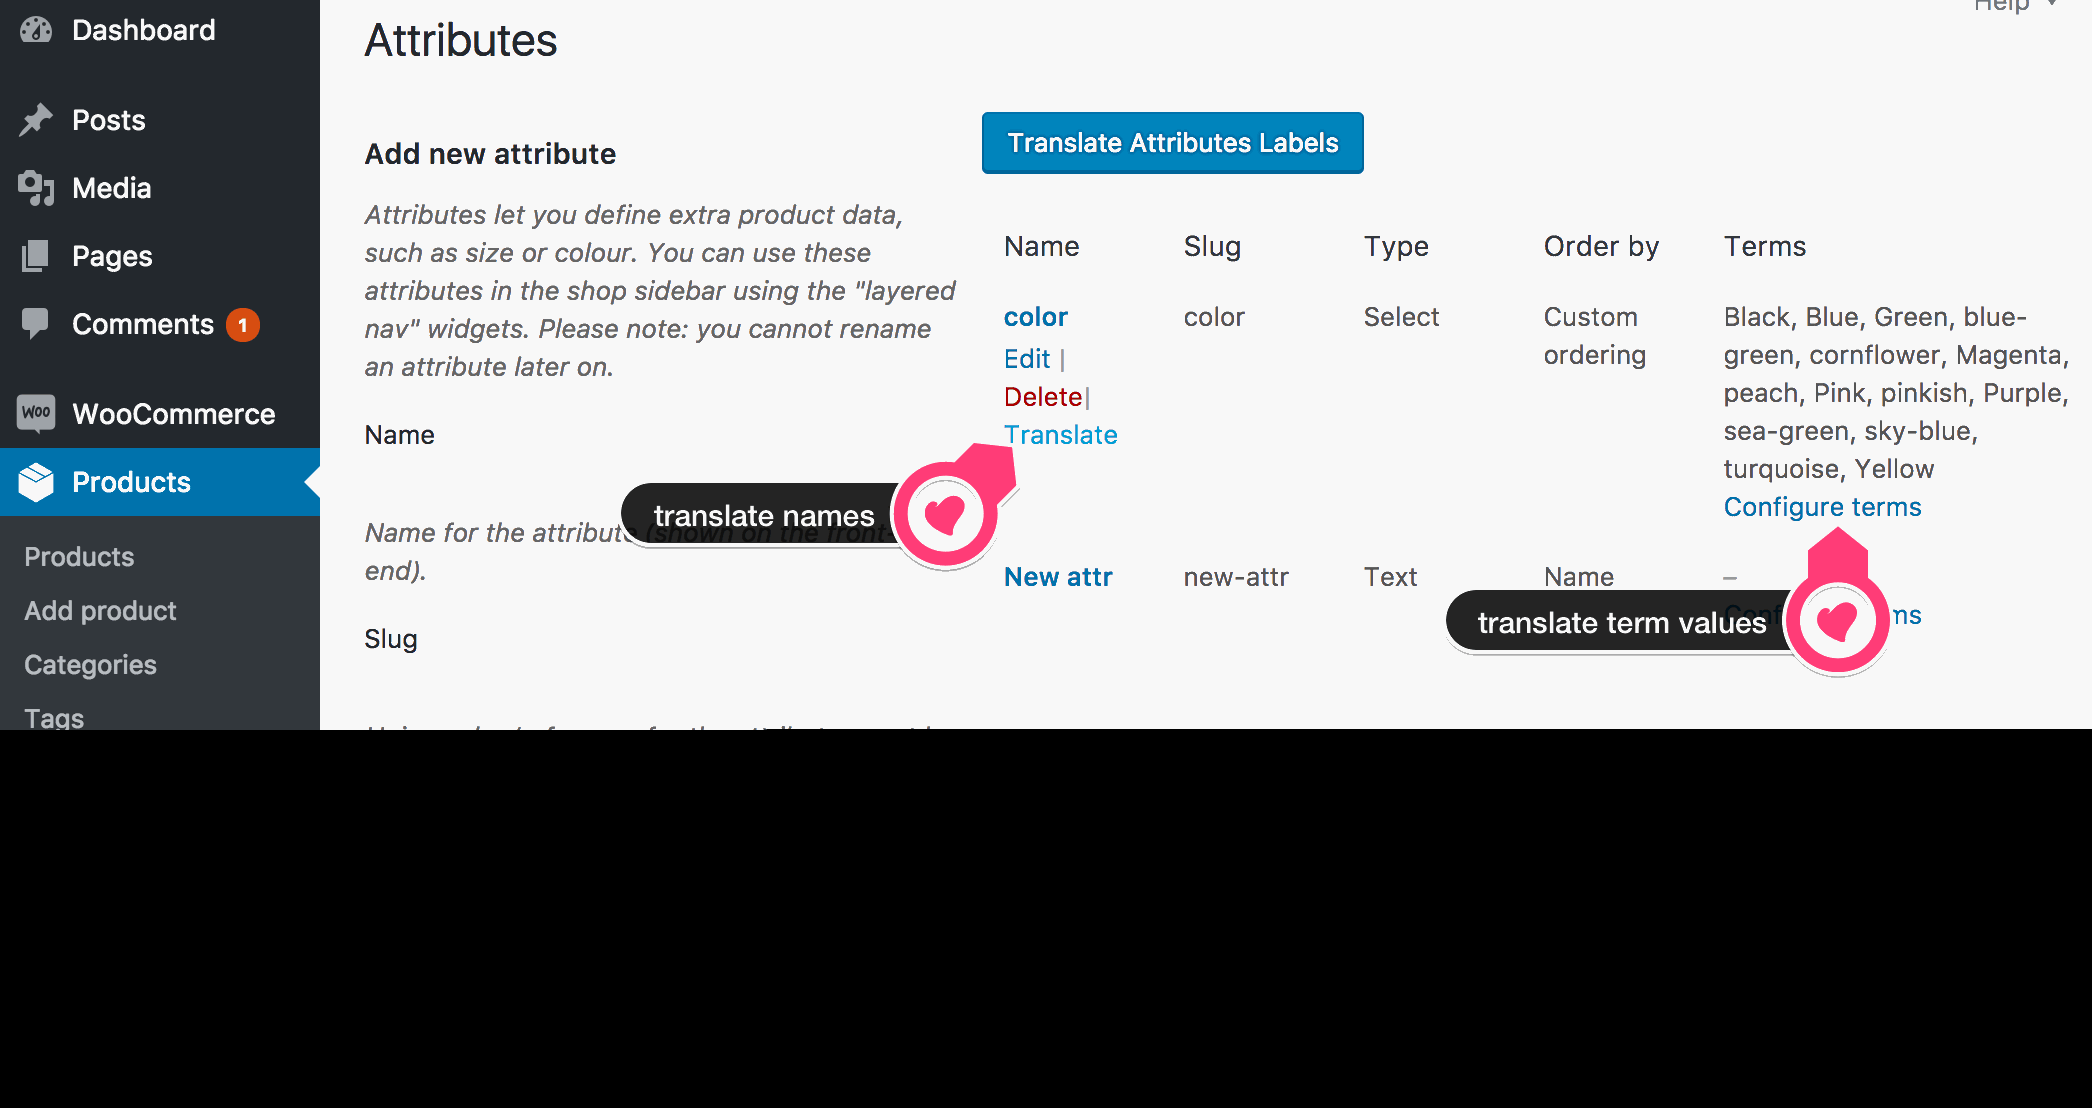 Dashboard
Posts
Media
Pages
Comments 1
WooCommerce
Products
Products
Add product
Categories
Tags
Help
Attributes
Add new attribute
Attributes let you define extra product data,
such as size or colour. You can use these
attributes in the shop sidebar using the "layered
nav" widgets. Please note: you cannot rename
an attribute later on.
Name
Name for the attribute (shown on the front-
end).
Slug
translate names
Translate Attributes Labels
Name Slug Type Order by Terms
color color Select Custom ordering
Edit |
Delete|
Translate
Black, Blue, Green, blue-
green, cornflower, Magenta,
peach, Pink, pinkish, Purple,
sea-green, sky-blue,
turquoise, Yellow
Configure terms
New attr new-attr Text Name –
translate term values